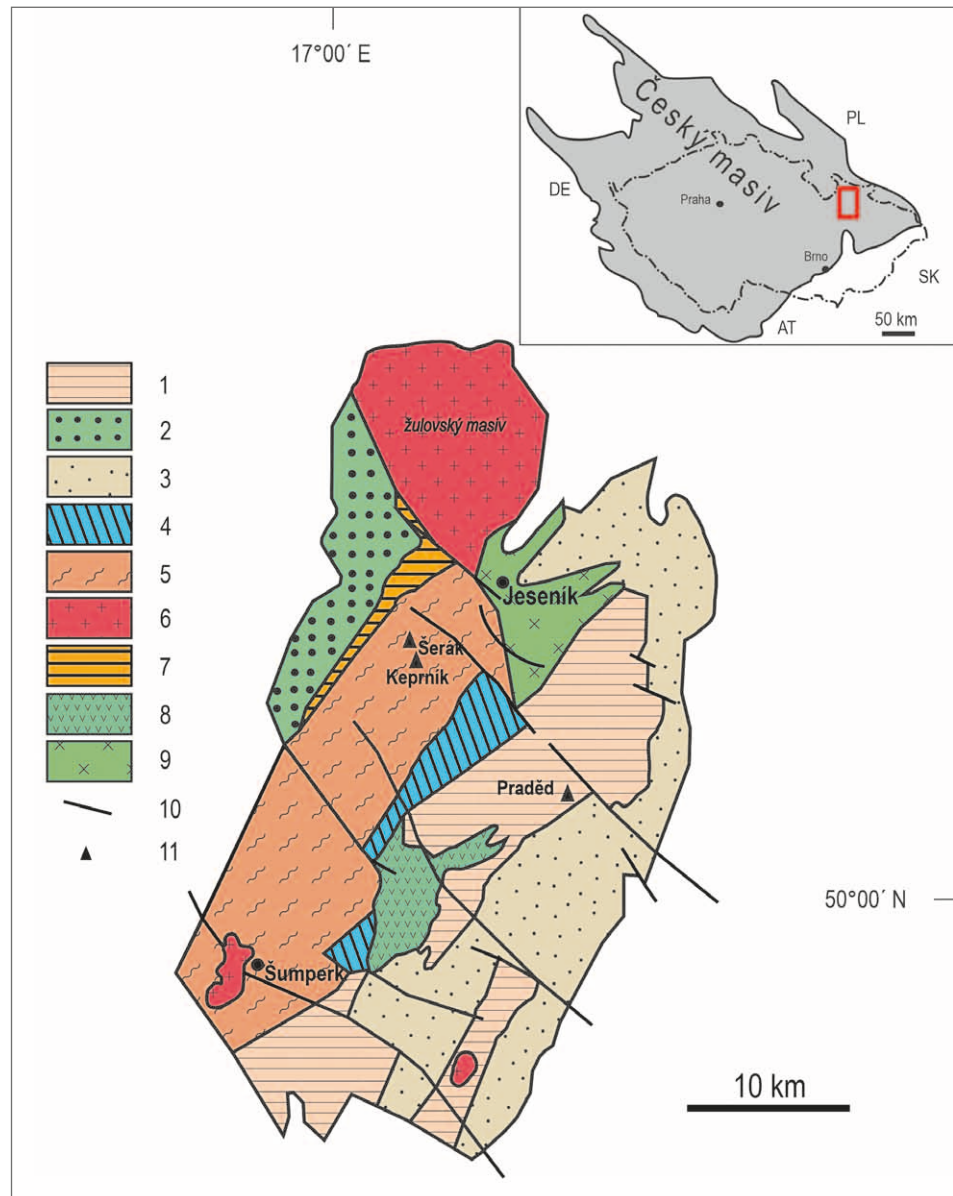 17°00´ E
Český masiv
PL
DE
Praha
Brno
SK
AT
50 km
1
2
3
4
5
6
7
8
9
10
11
žulovský masiv
Jeseník
Šerák
Keprník
Praděd
50°00´ N
Šumperk
10 km